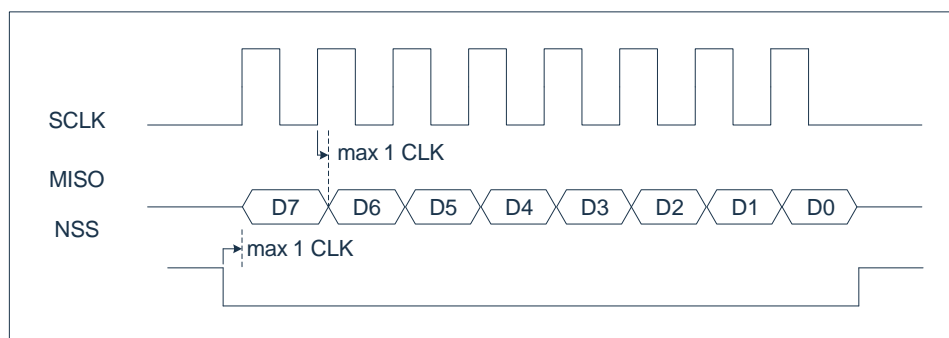 SCLK
max 1 CLK
MISO
D7 D6 D5 D4 D3 D2 D1 D0
NSS
max 1 CLK